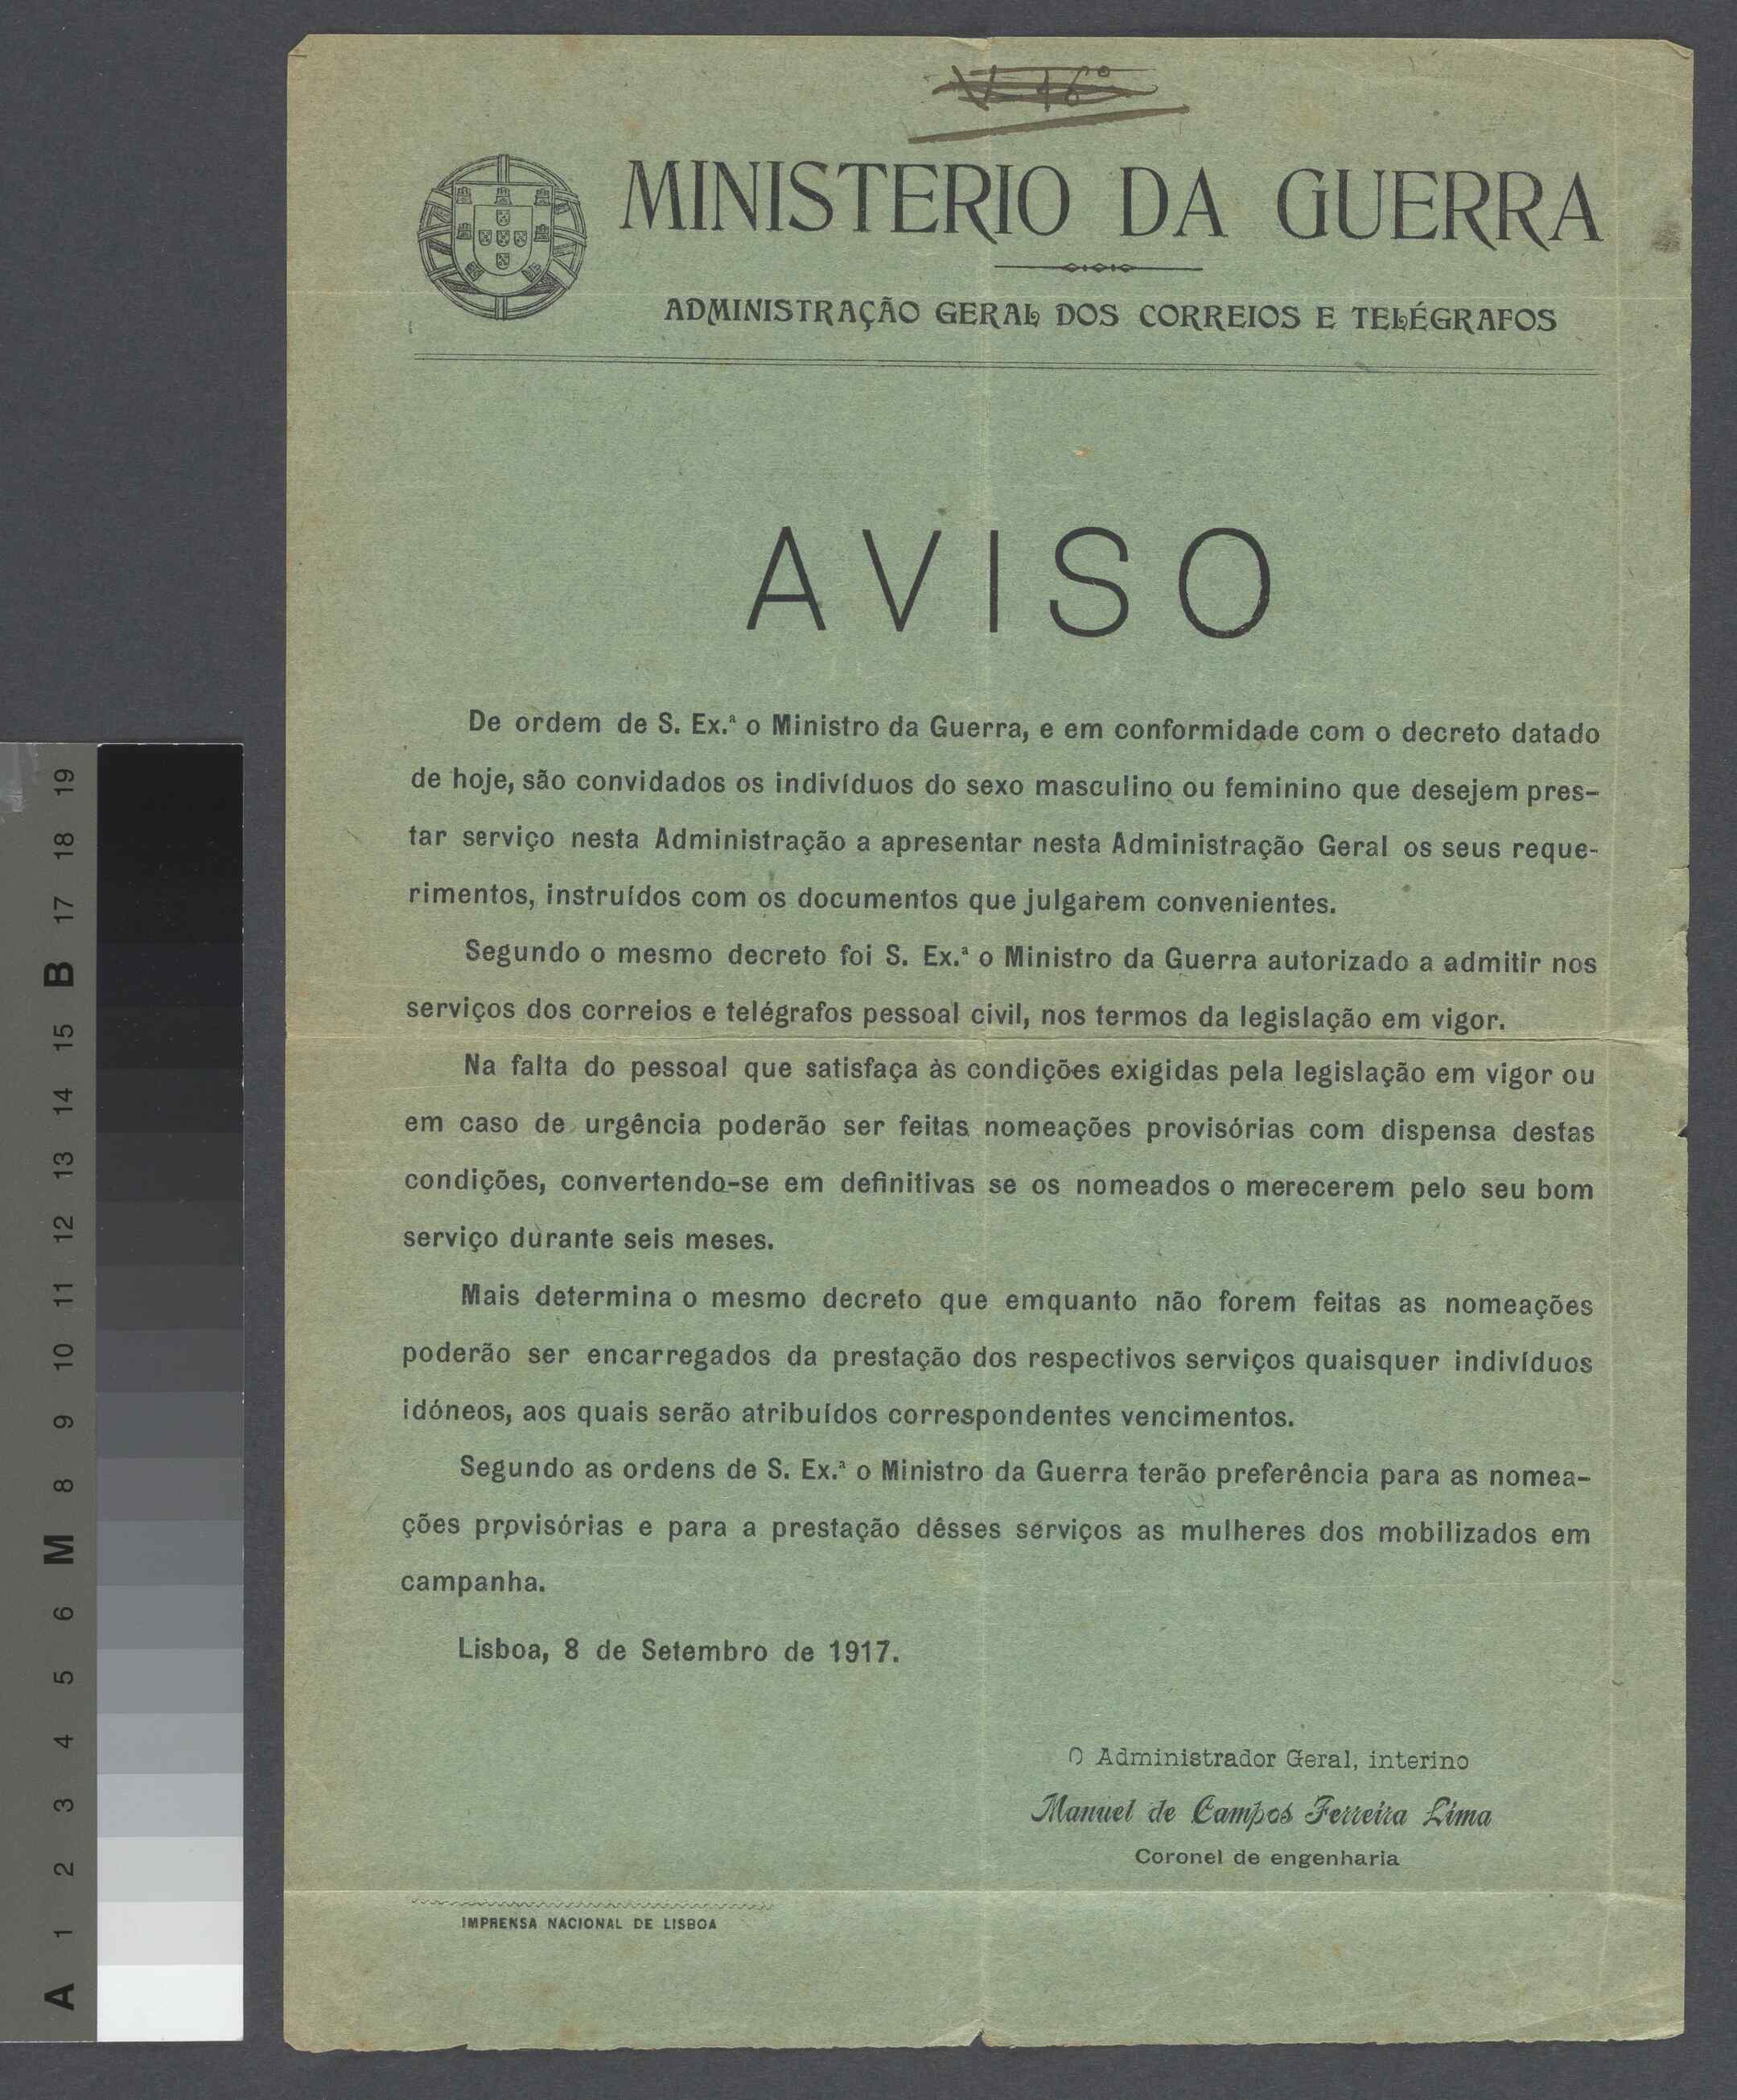 MINISTERIO DA GUERRA
ADMINISTRAÇÃO GERAL DOS CORREIOS E TELÉGRAFOS
AVISO
De ordem de S. Ex.ª o Ministro da Guerra, e em conformidade com o decreto datado
de hoje, são convidados os indivíduos do sexo masculino ou feminino que desejem pres-
tar serviço nesta Administração a apresentar nesta Administração Geral os seus reque-
rimentos, instruídos com os documentos que julgarem convenientes.
Segundo o mesmo decreto foi S. Ex.ª o Ministro da Guerra autorizado a admitir nos
serviços dos correios e telégrafos pessoal civil, nos termos da legislação em vigor.
Na falta do pessoal que satisfaça às condições exigidas pela legislação em vigor ou
em caso de urgência poderão ser feitas nomeações provisórias com dispensa destas
condições, convertendo-se em definitivas se os nomeados o merecerem pelo seu bom
serviço durante seis meses.
Mais determina o mesmo decreto que emquanto não forem feitas as nomeações
poderão ser encarregados da prestação dos respectivos serviços quaisquer indivíduos
idóneos, aos quais serão atribuídos correspondentes vencimentos.
Segundo as ordens de S. Ex.ª o Ministro da Guerra terão preferência para as nomea-
ções provisórias e para a prestação dêsses serviços as mulheres dos mobilizados em
campanha.
Lisboa, 8 de Setembro de 1917.
O Administrador Geral, interino
Manuel de Campos Ferreira Lima
Coronel de engenharia
IMPRENSA NACIONAL DE LISBOA
A 1 2 3 4 5 6 M 8 9 10 11 12 13 14 15 B 17 18 19